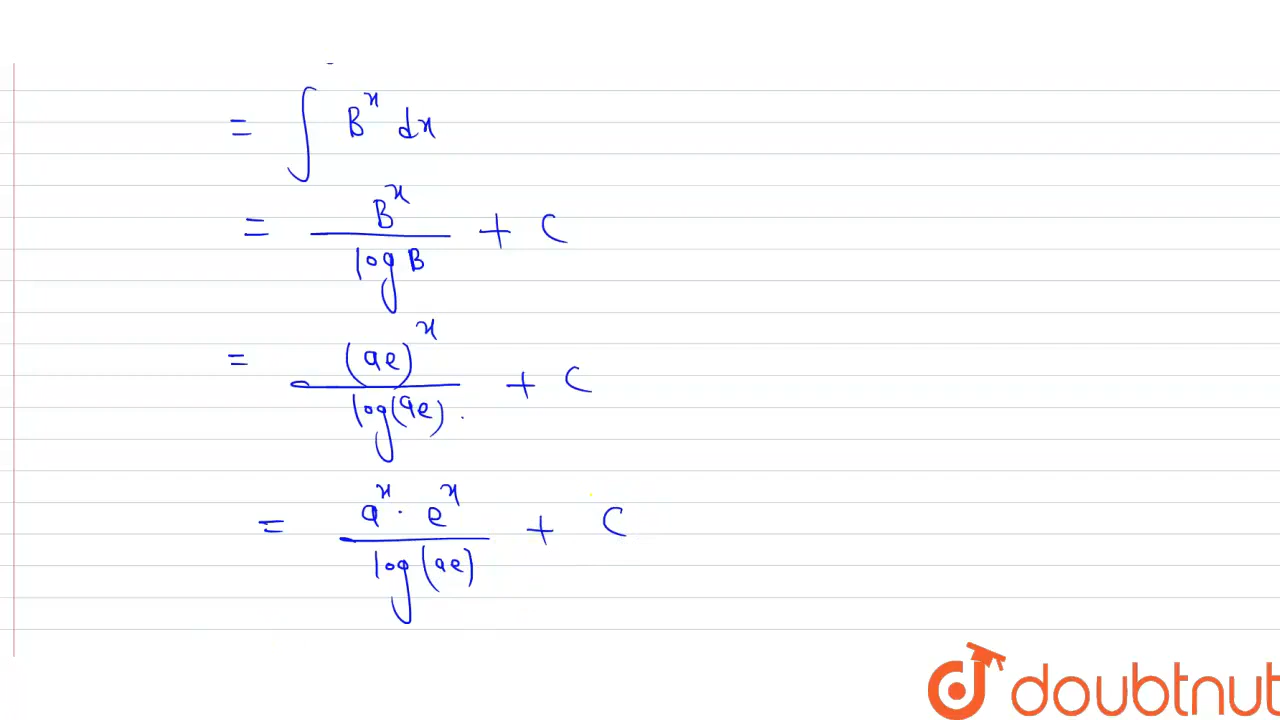 = ∫ B^x dx
= B^x / log B + C
= (ae)^x / log(ae). + C
= a^x · e^x / log(ae) + C
doubtnut